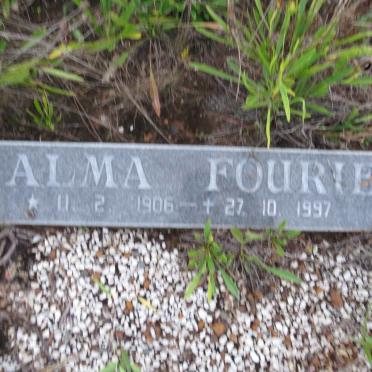 ALMA FOURIE
* 11. 2. 1906 - + 27. 10. 1997